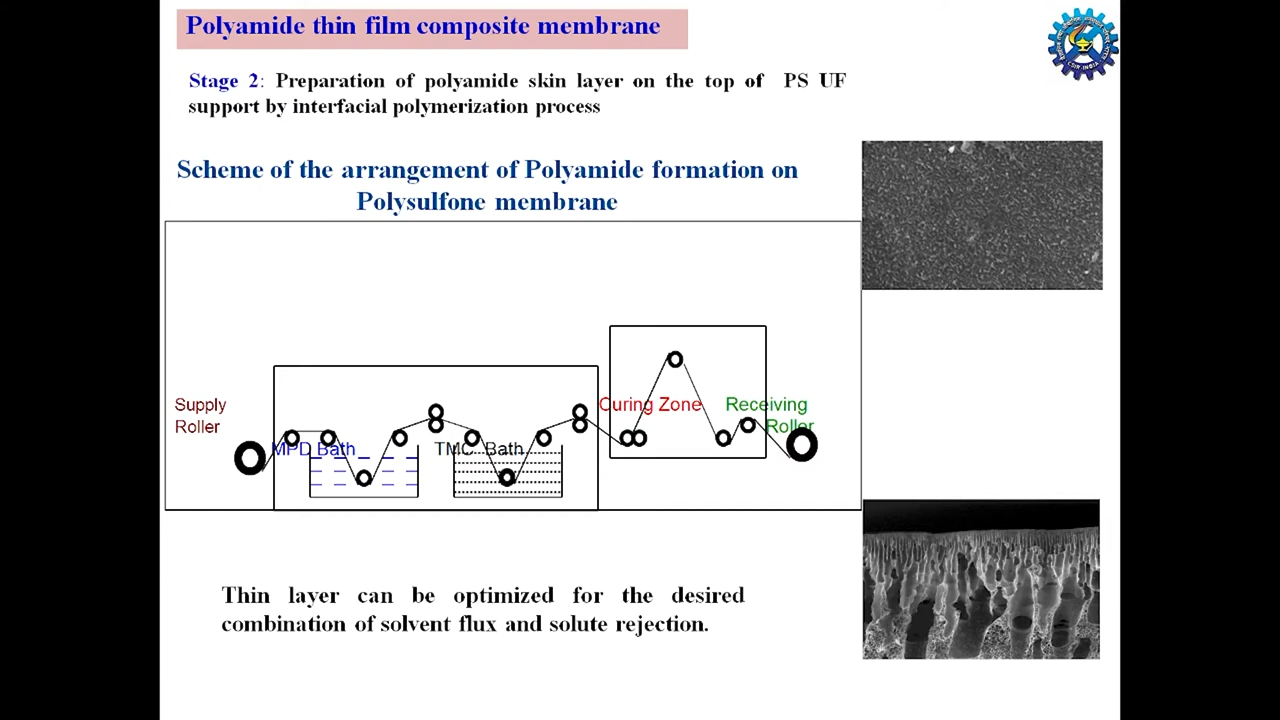 Polyamide thin film composite membrane
Stage 2: Preparation of polyamide skin layer on the top of PS UF
support by interfacial polymerization process
Scheme of the arrangement of Polyamide formation on
Polysulfone membrane
Supply
Roller
MPD Bath
TMC Bath
Curing Zone
Receiving
Roller
Thin layer can be optimized for the desired
combination of solvent flux and solute rejection.
CSIR-INDIA